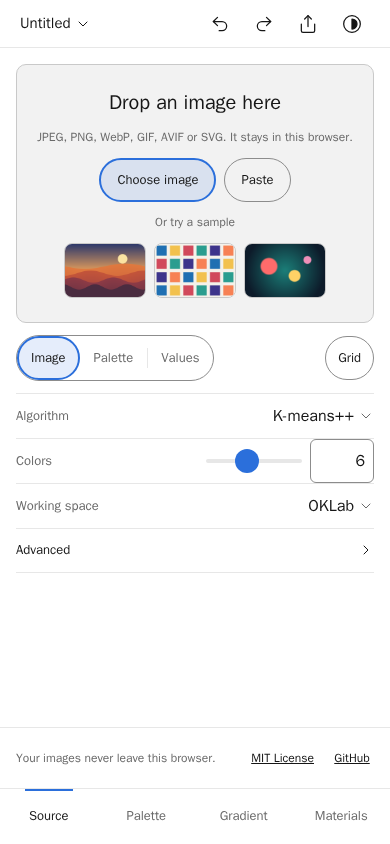 Untitled
Drop an image here
JPEG, PNG, WebP, GIF, AVIF or SVG. It stays in this browser.
Choose image
Paste
Or try a sample
Image
Palette
Values
Grid
Algorithm
K-means++
Colors
6
Working space
OKLab
Advanced
Your images never leave this browser.
MIT License
GitHub
Source
Palette
Gradient
Materials